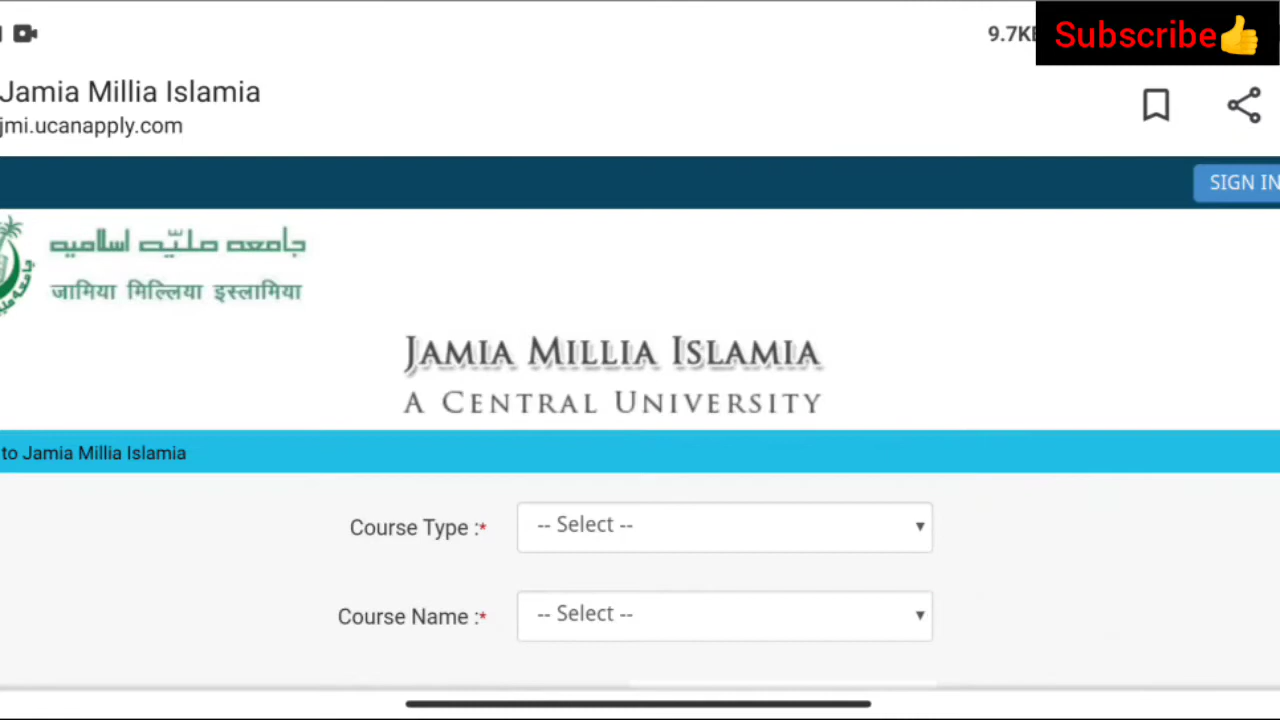 9.7K
Subscribe👍
Jamia Millia Islamia
jmi.ucanapply.com
SIGN IN
جامعہ ملیّہ اسلامیہ
जामिया मिल्लिया इस्लामिया
JAMIA MILLIA ISLAMIA
A CENTRAL UNIVERSITY
to Jamia Millia Islamia
Course Type :*
-- Select --
Course Name :*
-- Select --